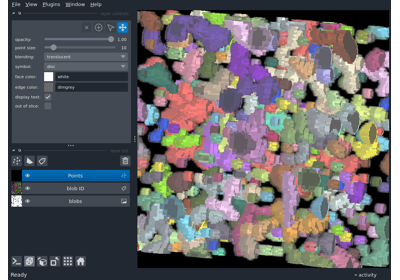 File View Plugins Window Help
opacity: 1.00
point size: 10
blending: translucent
symbol: disc
face color: white
edge color: dimgrey
display text:
out of slice:
Points
blob ID
blobs
Ready
activity